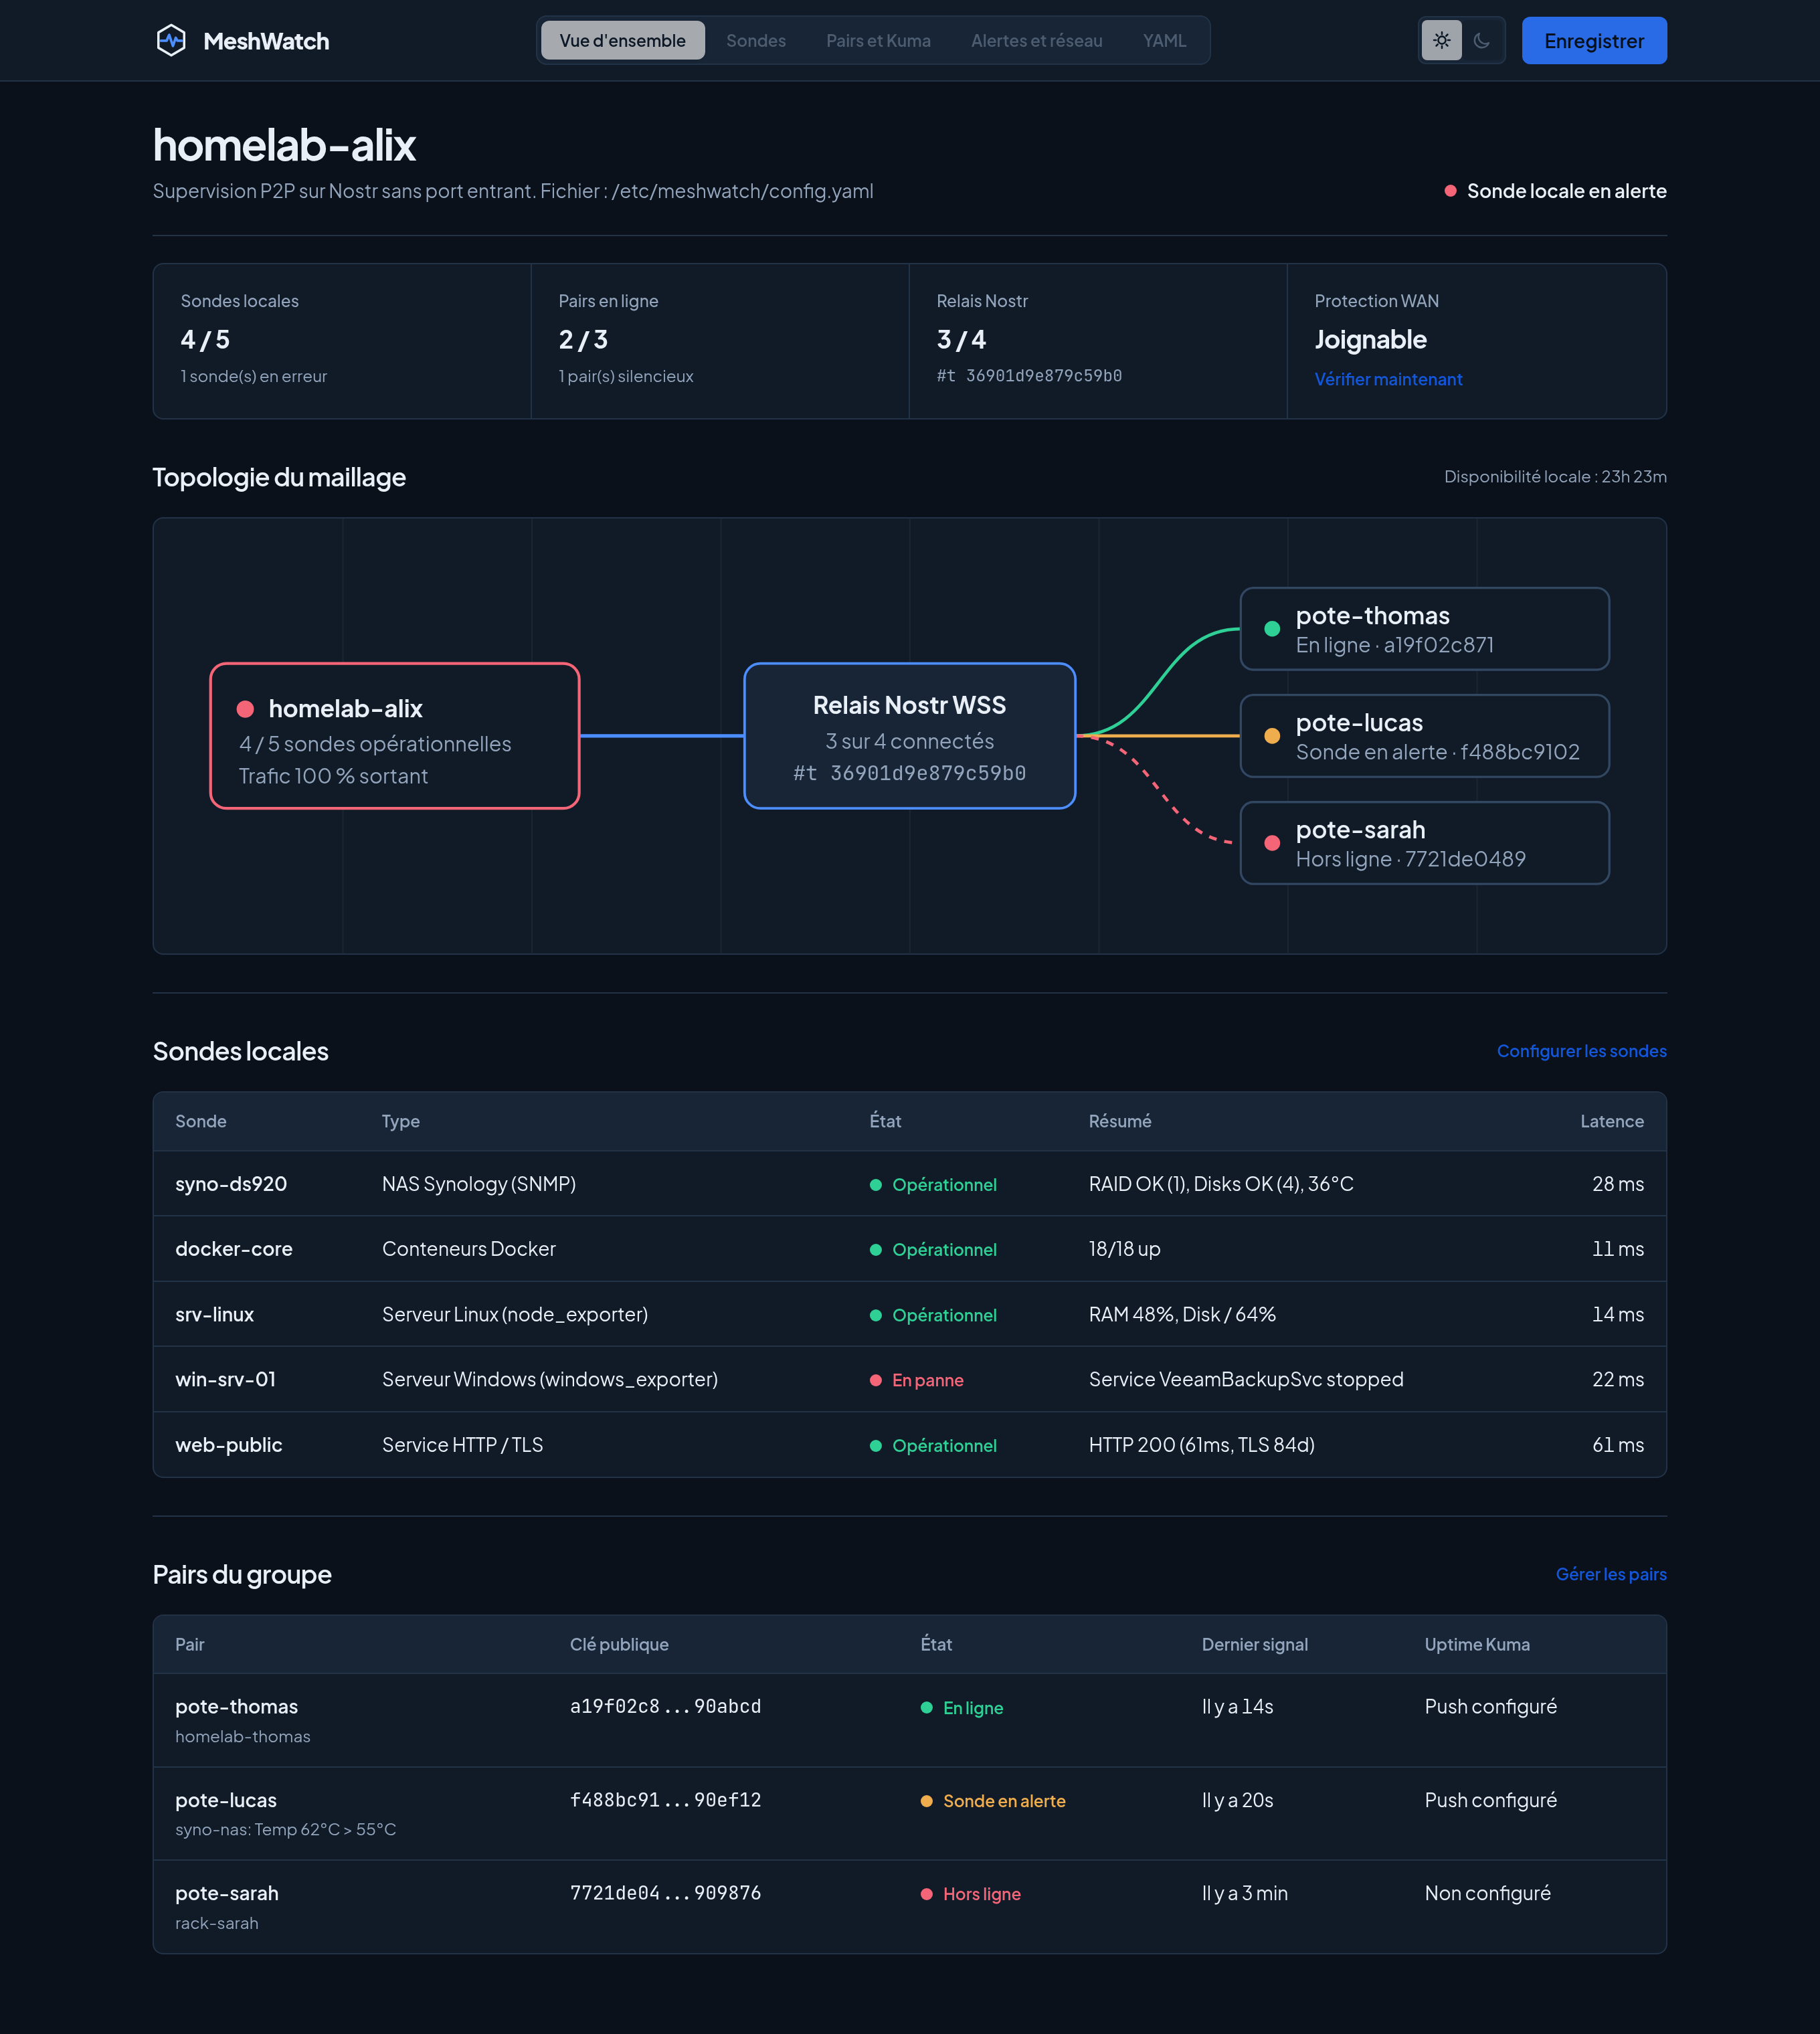 MeshWatch
Vue d'ensemble
Sondes
Pairs et Kuma
Alertes et réseau
YAML
Enregistrer
homelab-alix
Supervision P2P sur Nostr sans port entrant. Fichier : /etc/meshwatch/config.yaml
Sonde locale en alerte
Sondes locales
4 / 5
1 sonde(s) en erreur
Pairs en ligne
2 / 3
1 pair(s) silencieux
Relais Nostr
3 / 4
#t 36901d9e879c59b0
Protection WAN
Joignable
Vérifier maintenant
Topologie du maillage
Disponibilité locale : 23h 23m
homelab-alix
4 / 5 sondes opérationnelles
Trafic 100 % sortant
Relais Nostr WSS
3 sur 4 connectés
#t 36901d9e879c59b0
pote-thomas
En ligne · a19f02c871
pote-lucas
Sonde en alerte · f488bc9102
pote-sarah
Hors ligne · 7721de0489
Sondes locales
Configurer les sondes
Sonde Type État Résumé Latence
syno-ds920 NAS Synology (SNMP) Opérationnel RAID OK (1), Disks OK (4), 36°C 28 ms
docker-core Conteneurs Docker Opérationnel 18/18 up 11 ms
srv-linux Serveur Linux (node_exporter) Opérationnel RAM 48%, Disk / 64% 14 ms
win-srv-01 Serveur Windows (windows_exporter) En panne Service VeeamBackupSvc stopped 22 ms
web-public Service HTTP / TLS Opérationnel HTTP 200 (61ms, TLS 84d) 61 ms
Pairs du groupe
Gérer les pairs
Pair Clé publique État Dernier signal Uptime Kuma
pote-thomas a19f02c8...90abcd En ligne Il y a 14s Push configuré
homelab-thomas
pote-lucas f488bc91...90ef12 Sonde en alerte Il y a 20s Push configuré
syno-nas: Temp 62°C > 55°C
pote-sarah 7721de04...909876 Hors ligne Il y a 3 min Non configuré
rack-sarah